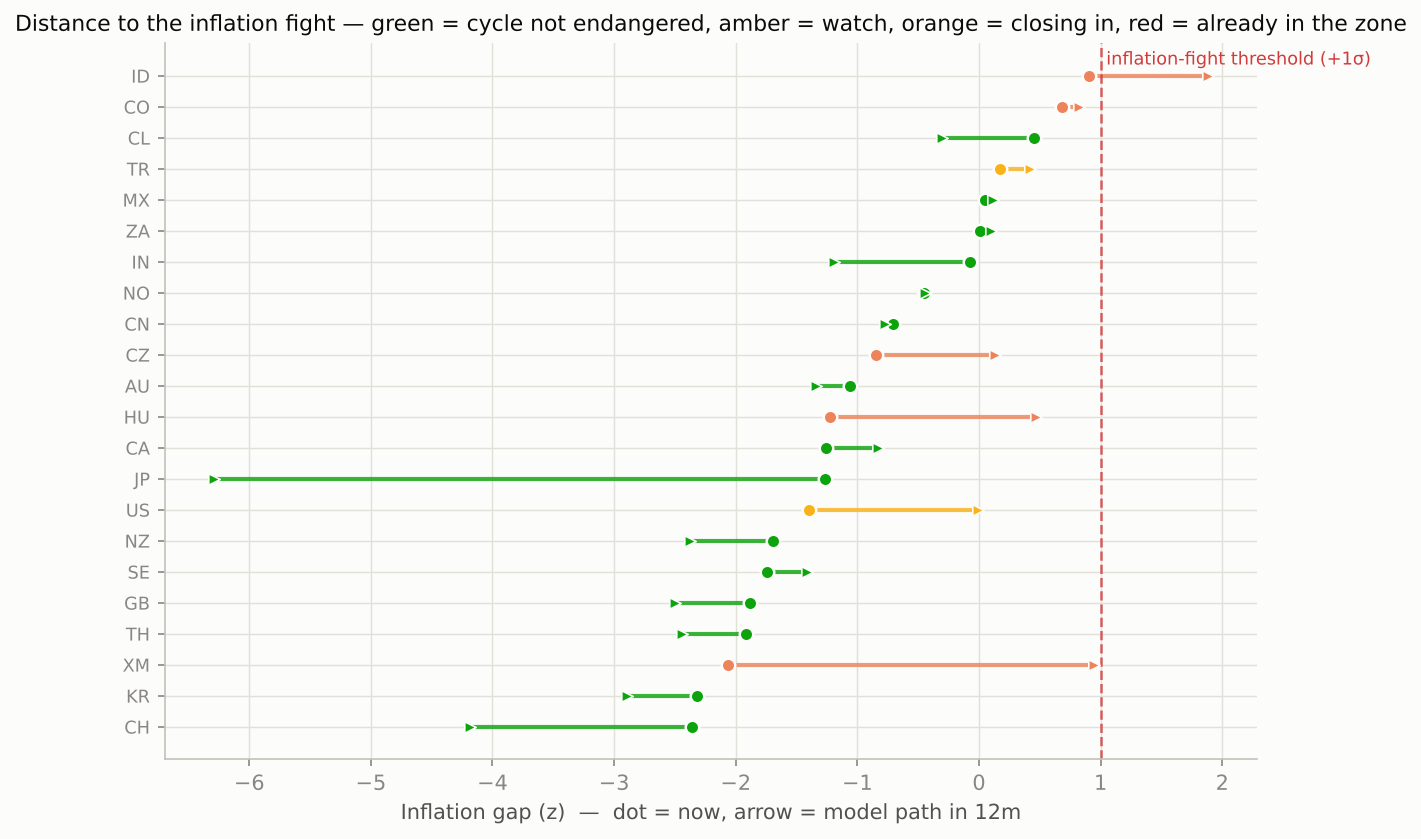 Distance to the inflation fight — green = cycle not endangered, amber = watch, orange = closing in, red = already in the zone
inflation-fight threshold (+1σ)
ID
CO
CL
TR
MX
ZA
IN
NO
CN
CZ
AU
HU
CA
JP
US
NZ
SE
GB
TH
XM
KR
CH
−6 −5 −4 −3 −2 −1 0 1 2
Inflation gap (z) — dot = now, arrow = model path in 12m